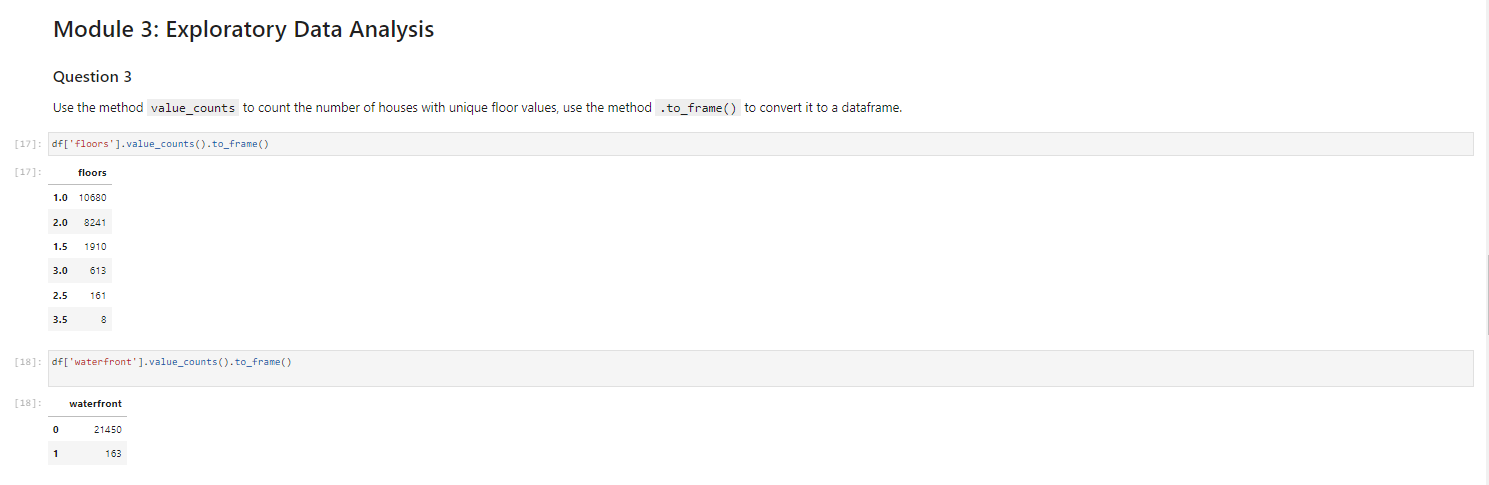 Module 3: Exploratory Data Analysis
Question 3
Use the method value_counts to count the number of houses with unique floor values, use the method .to_frame() to convert it to a dataframe.
[17]: df['floors'].value_counts().to_frame()
[17]: floors
1.0 10680
2.0 8241
1.5 1910
3.0 613
2.5 161
3.5 8
[18]: df['waterfront'].value_counts().to_frame()
[18]: waterfront
0 21450
1 163